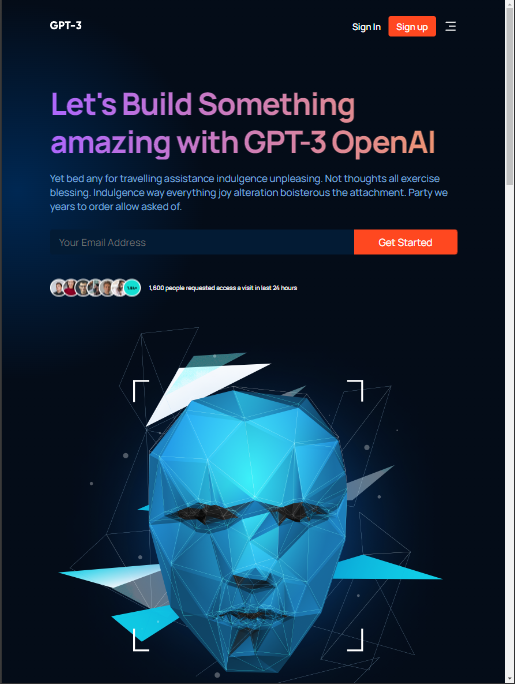 GPT-3
Sign In
Sign up
Let's Build Something
amazing with GPT-3 OpenAI
Yet bed any for travelling assistance indulgence unpleasing. Not thoughts all exercise
blessing. Indulgence way everything joy alteration boisterous the attachment. Party we
years to order allow asked of.
Your Email Address
Get Started
1,600 people requested access a visit in last 24 hours